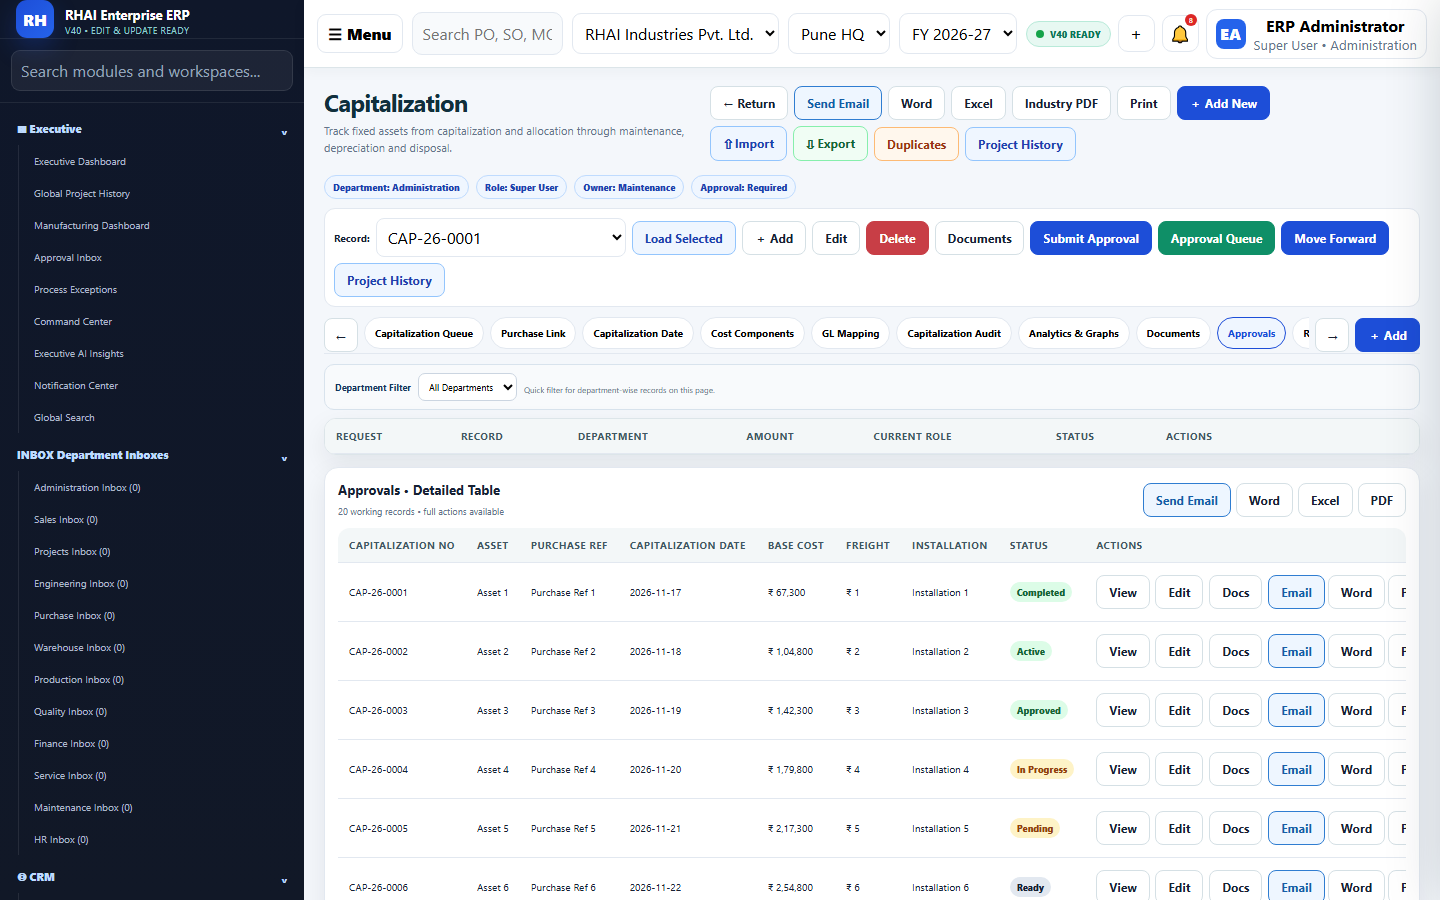 RH
RHAI Enterprise ERP
V40 • EDIT & UPDATE READY
Search modules and workspaces...
Executive
Executive Dashboard
Global Project History
Manufacturing Dashboard
Approval Inbox
Process Exceptions
Command Center
Executive AI Insights
Notification Center
Global Search
INBOX Department Inboxes
Administration Inbox (0)
Sales Inbox (0)
Projects Inbox (0)
Engineering Inbox (0)
Purchase Inbox (0)
Warehouse Inbox (0)
Production Inbox (0)
Quality Inbox (0)
Finance Inbox (0)
Service Inbox (0)
Maintenance Inbox (0)
HR Inbox (0)
CRM
☰ Menu
Search PO, SO, MC
RHAI Industries Pvt. Ltd.
Pune HQ
FY 2026-27
V40 READY
+
8
EA
ERP Administrator
Super User • Administration
Capitalization
Track fixed assets from capitalization and allocation through maintenance,
depreciation and disposal.
← Return
Send Email
Word
Excel
Industry PDF
Print
+ Add New
⇧ Import
⇩ Export
Duplicates
Project History
Department: Administration
Role: Super User
Owner: Maintenance
Approval: Required
Record:
CAP-26-0001
Load Selected
+ Add
Edit
Delete
Documents
Submit Approval
Approval Queue
Move Forward
Project History
←
Capitalization Queue
Purchase Link
Capitalization Date
Cost Components
GL Mapping
Capitalization Audit
Analytics & Graphs
Documents
Approvals
→
+ Add
Department Filter
All Departments
Quick filter for department-wise records on this page.
REQUEST RECORD DEPARTMENT AMOUNT CURRENT ROLE STATUS ACTIONS
Approvals • Detailed Table
20 working records • full actions available
Send Email
Word
Excel
PDF
CAPITALIZATION NO ASSET PURCHASE REF CAPITALIZATION DATE BASE COST FREIGHT INSTALLATION STATUS ACTIONS
CAP-26-0001 Asset 1 Purchase Ref 1 2026-11-17 ₹ 67,300 ₹ 1 Installation 1 Completed View Edit Docs Email Word
CAP-26-0002 Asset 2 Purchase Ref 2 2026-11-18 ₹ 1,04,800 ₹ 2 Installation 2 Active View Edit Docs Email Word
CAP-26-0003 Asset 3 Purchase Ref 3 2026-11-19 ₹ 1,42,300 ₹ 3 Installation 3 Approved View Edit Docs Email Word
CAP-26-0004 Asset 4 Purchase Ref 4 2026-11-20 ₹ 1,79,800 ₹ 4 Installation 4 In Progress View Edit Docs Email Word
CAP-26-0005 Asset 5 Purchase Ref 5 2026-11-21 ₹ 2,17,300 ₹ 5 Installation 5 Pending View Edit Docs Email Word
CAP-26-0006 Asset 6 Purchase Ref 6 2026-11-22 ₹ 2,54,800 ₹ 6 Installation 6 Ready View Edit Docs Email Word